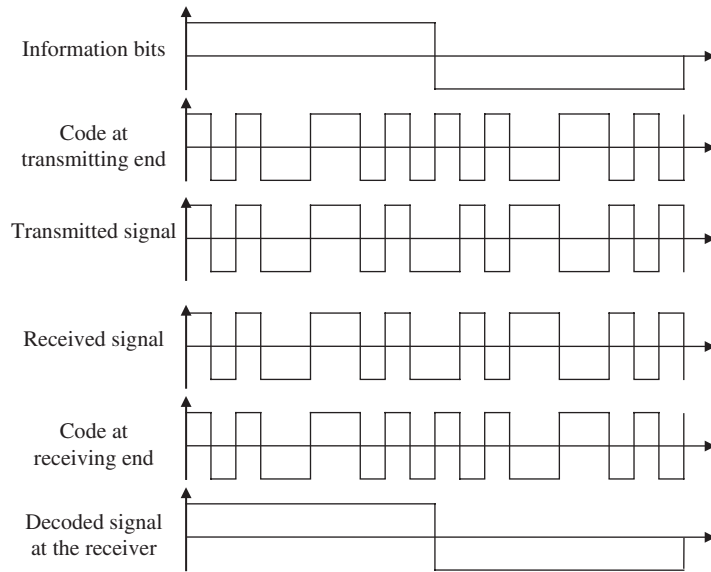 Information bits
Code at
transmitting end
Transmitted signal
Received signal
Code at
receiving end
Decoded signal
at the receiver